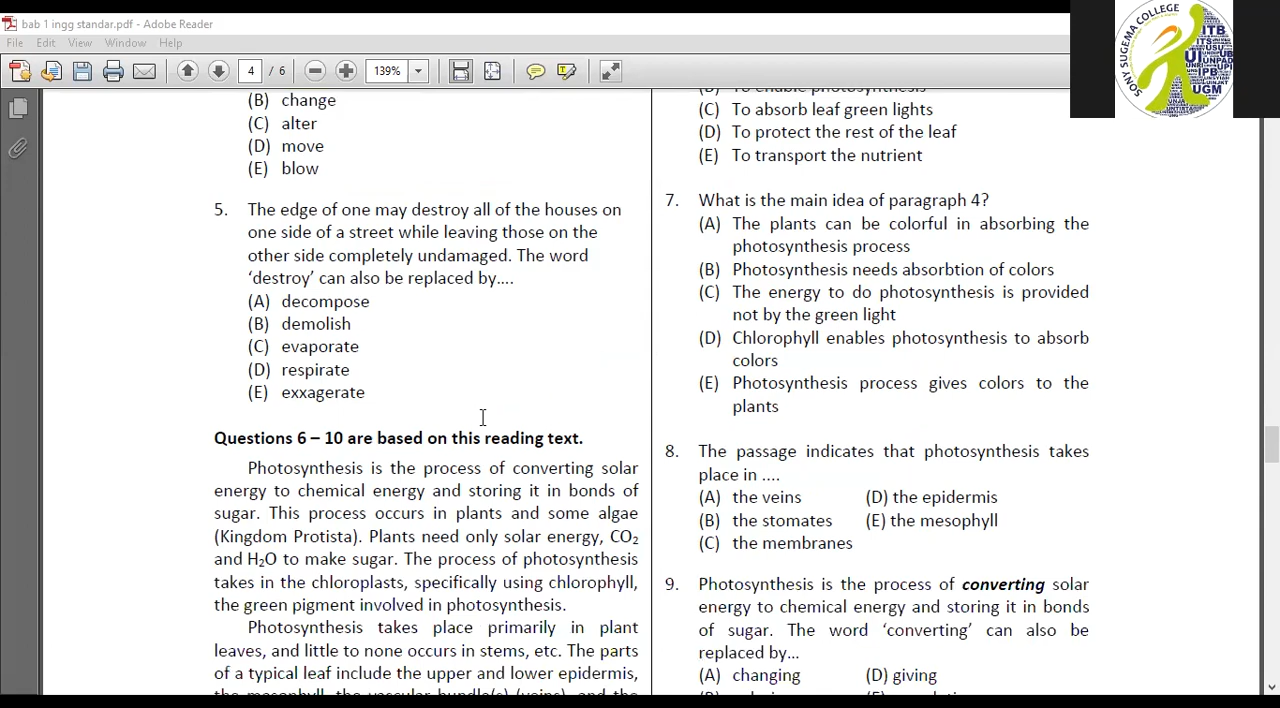 bab 1 ingg standar.pdf - Adobe Reader
File Edit View Window Help
4 / 6 139%
(B) change
(C) alter
(D) move
(E) blow
5. The edge of one may destroy all of the houses on
one side of a street while leaving those on the
other side completely undamaged. The word
‘destroy’ can also be replaced by....
(A) decompose
(B) demolish
(C) evaporate
(D) respirate
(E) exxagerate
Questions 6 – 10 are based on this reading text.
Photosynthesis is the process of converting solar
energy to chemical energy and storing it in bonds of
sugar. This process occurs in plants and some algae
(Kingdom Protista). Plants need only solar energy, CO₂
and H₂O to make sugar. The process of photosynthesis
takes in the chloroplasts, specifically using chlorophyll,
the green pigment involved in photosynthesis.
Photosynthesis takes place primarily in plant
leaves, and little to none occurs in stems, etc. The parts
of a typical leaf include the upper and lower epidermis,
the mesophyll, the vascular bundle(s) (veins), and the
(B) To enable photosynthesis
(C) To absorb leaf green lights
(D) To protect the rest of the leaf
(E) To transport the nutrient
7. What is the main idea of paragraph 4?
(A) The plants can be colorful in absorbing the
photosynthesis process
(B) Photosynthesis needs absorbtion of colors
(C) The energy to do photosynthesis is provided
not by the green light
(D) Chlorophyll enables photosynthesis to absorb
colors
(E) Photosynthesis process gives colors to the
plants
8. The passage indicates that photosynthesis takes
place in ....
(A) the veins (D) the epidermis
(B) the stomates (E) the mesophyll
(C) the membranes
9. Photosynthesis is the process of converting solar
energy to chemical energy and storing it in bonds
of sugar. The word ‘converting’ can also be
replaced by...
(A) changing (D) giving
SONY SUGEMA COLLEGE
ITB
UI
IPB
UGM